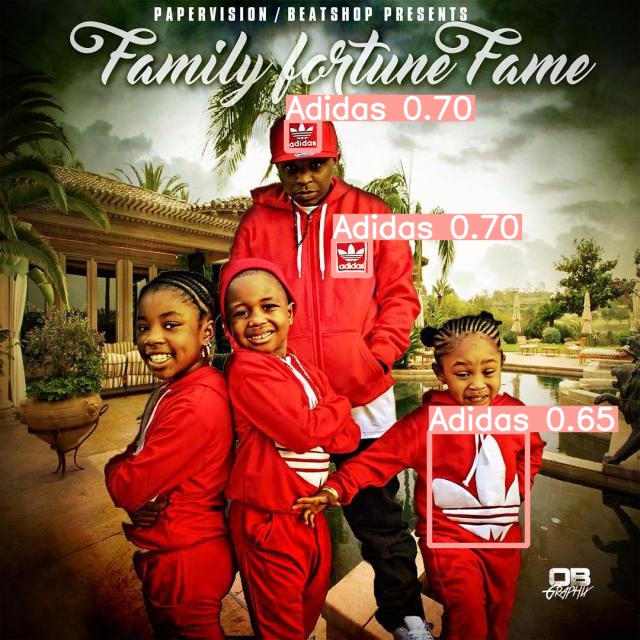 PAPERVISION / BEATSHOP PRESENTS
Family fortune Fame
Adidas 0.70
adidas
Adidas 0.70
adidas
Adidas 0.65
OB
GRAPHIX